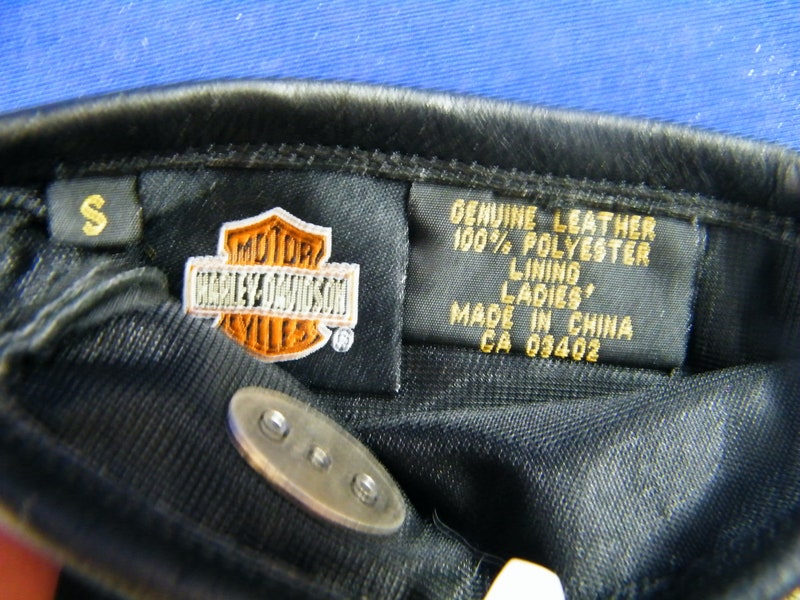 S
MOTOR
HARLEY-DAVIDSON
CYCLES
®
GENUINE LEATHER
100% POLYESTER
LINING
LADIES'
MADE IN CHINA
CA 03402